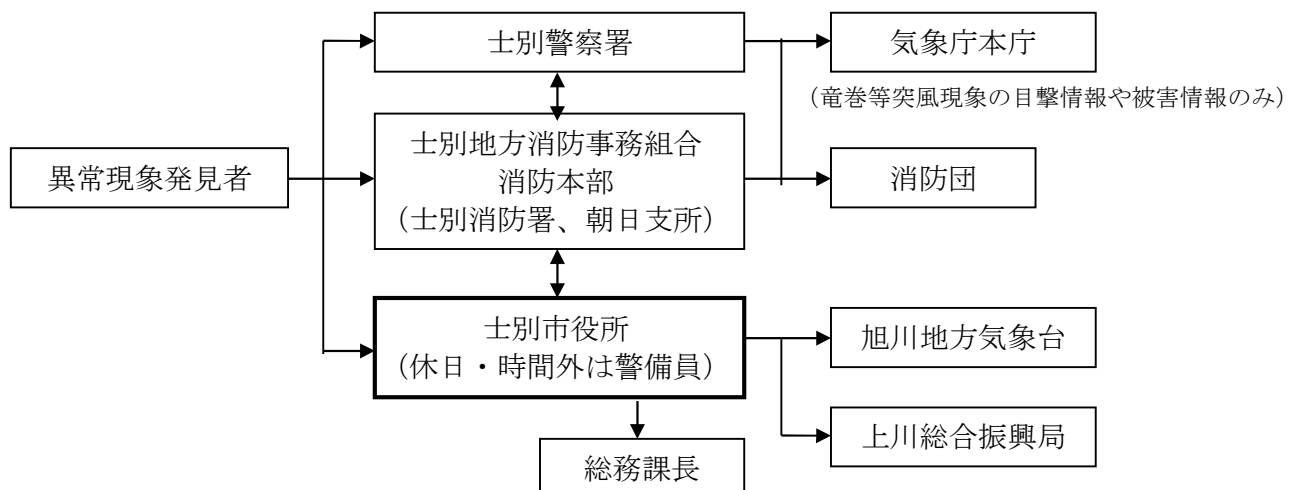 士別警察署
気象庁本庁
(竜巻等突風現象の目撃情報や被害情報のみ)
異常現象発見者
士別地方消防事務組合
消防本部
(士別消防署、朝日支所)
消防団
士別市役所
(休日・時間外は警備員)
旭川地方気象台
上川総合振興局
総務課長